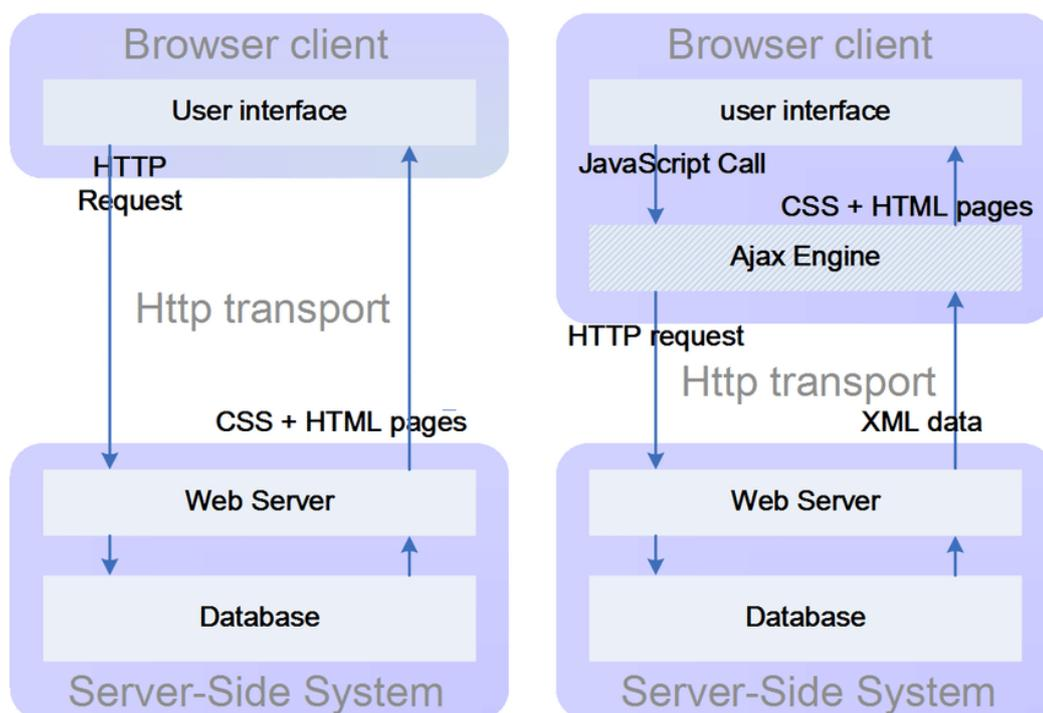 Browser client
User interface
HTTP
Request
Http transport
CSS + HTML pages
Web Server
Database
Server-Side System
Browser client
user interface
JavaScript Call
CSS + HTML pages
Ajax Engine
HTTP request
Http transport
XML data
Web Server
Database
Server-Side System